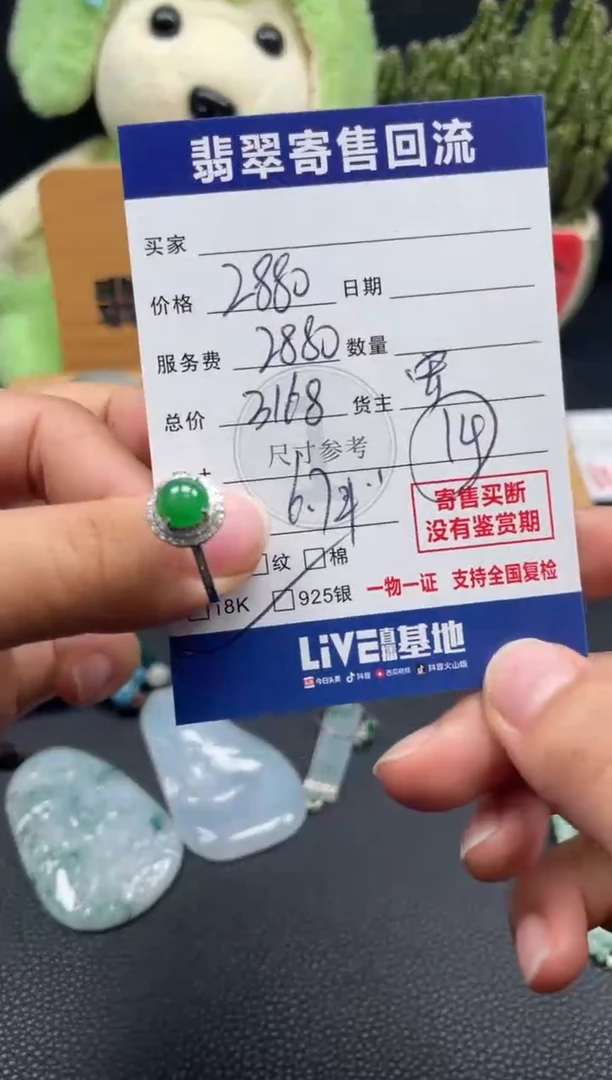 翡翠寄售回流
买家
价格 2880 日期
服务费 2880 数量
总价 3168 货主
14
尺寸参考
寄售买断
没有鉴赏期
纹 棉
18K 925银 一物一证 支持全国复检
LiVE直播基地
今日头条 抖音 西瓜视频 抖音火山版